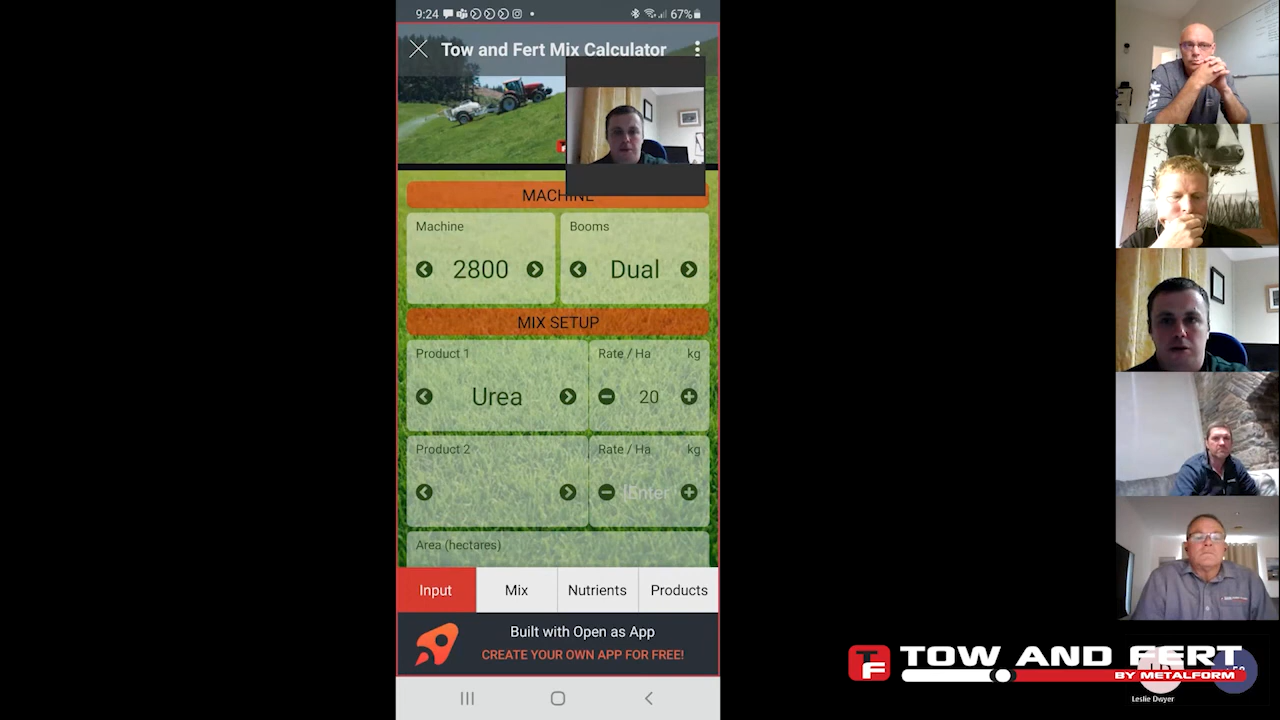 9:24
67%
Tow and Fert Mix Calculator
MACHINE
Machine
Booms
2800
Dual
MIX SETUP
Product 1
Rate / Ha
kg
Urea
20
Product 2
Rate / Ha
kg
Enter
Area (hectares)
Input
Mix
Nutrients
Products
Built with Open as App
CREATE YOUR OWN APP FOR FREE!
TF
TOW AND FERT
BY METALFORM
Leslie Dwyer